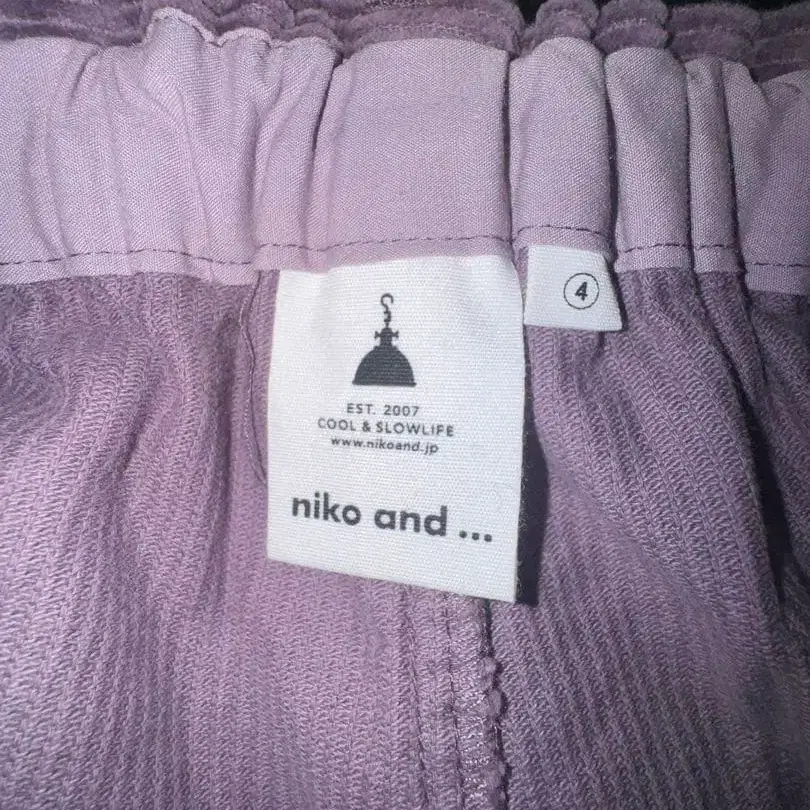 4
EST. 2007
COOL & SLOWLIFE
www.nikoand.jp
niko and ...